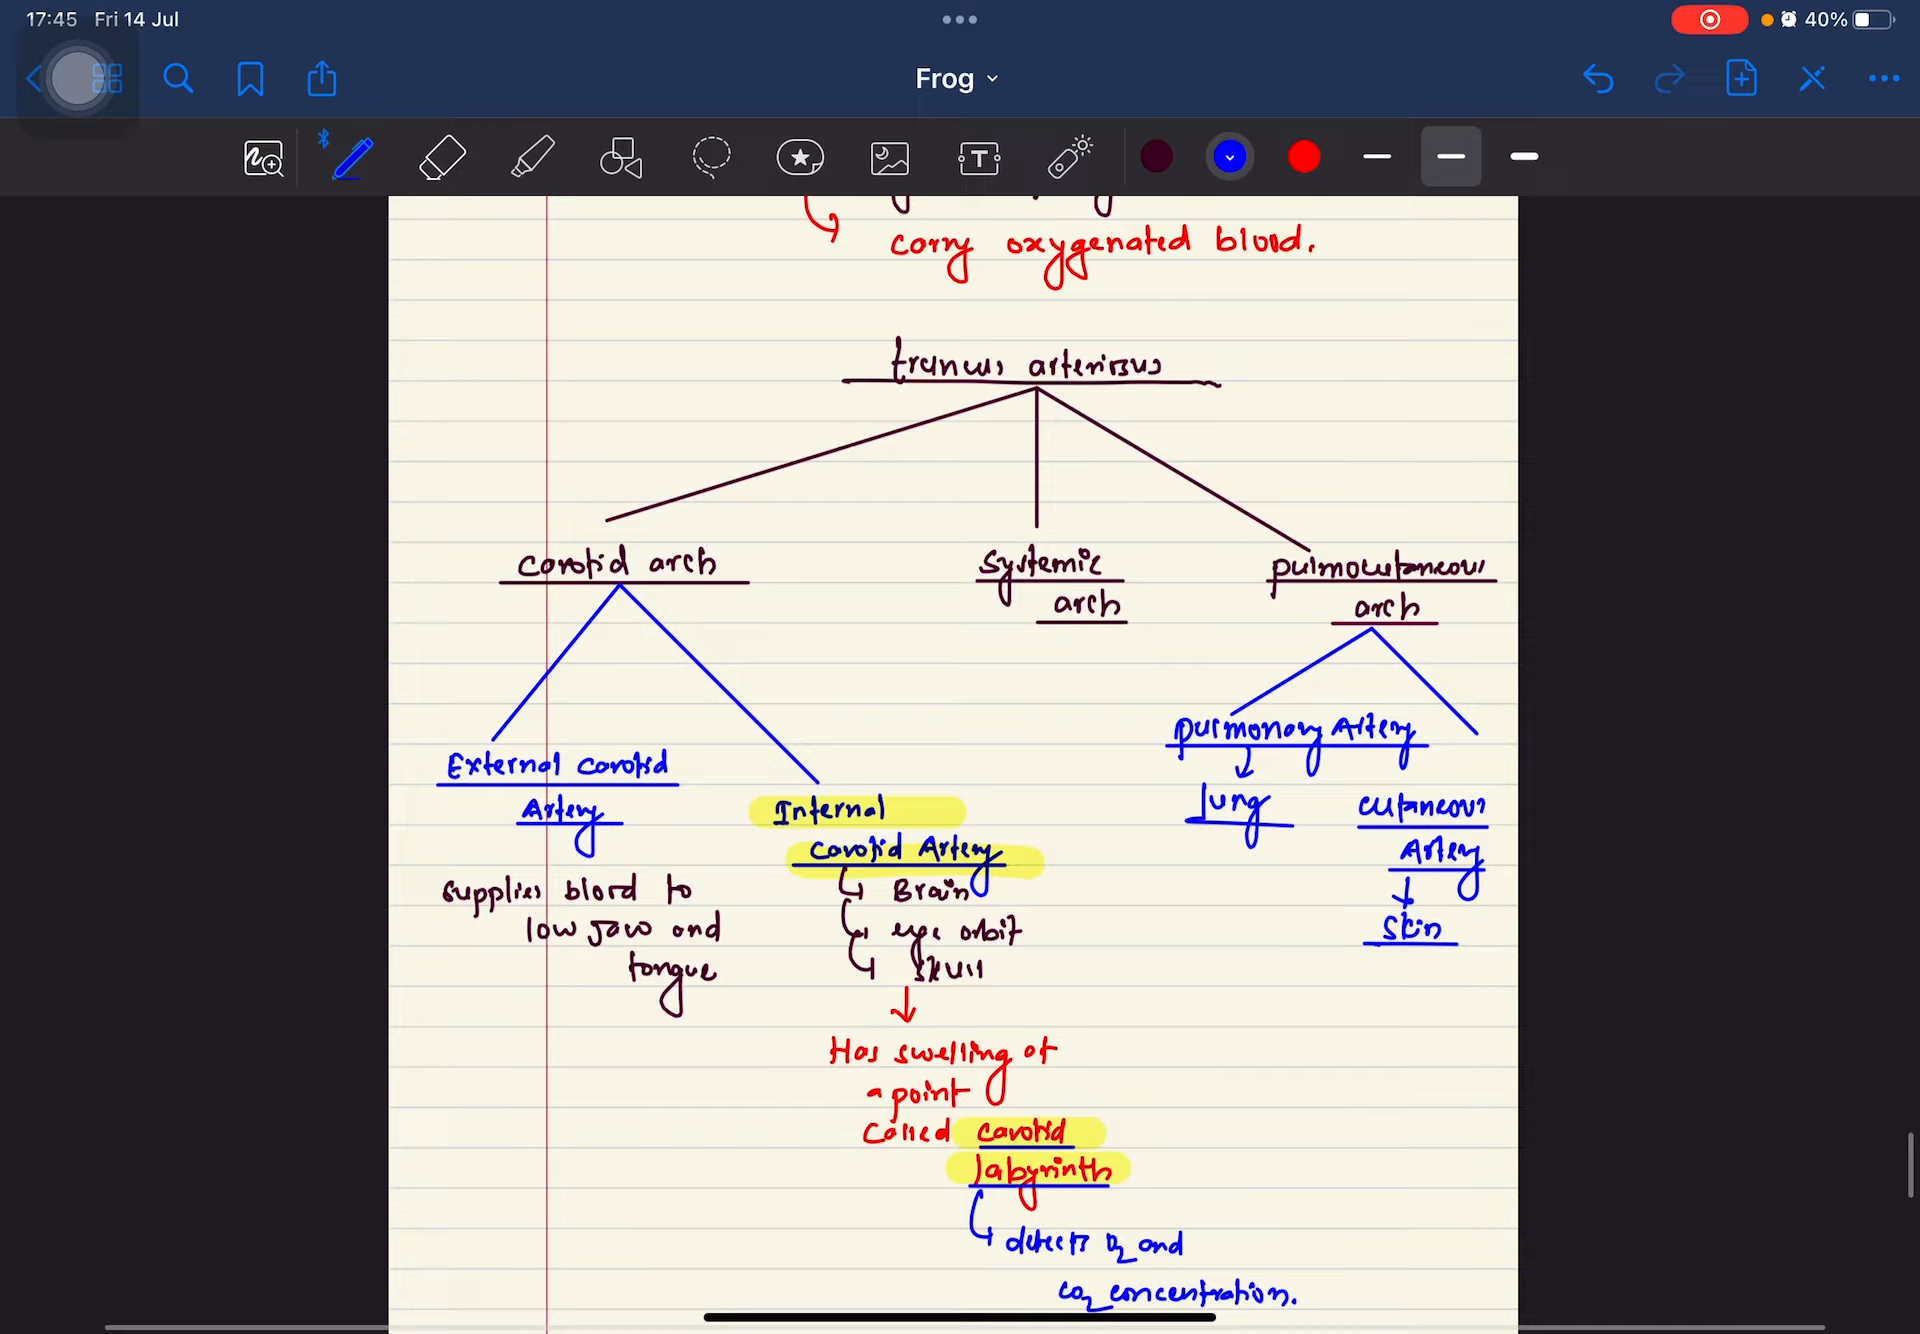 17:45 Fri 14 Jul
40%
Frog
T
carry oxygenated blood.
truncus arteriosus
carotid arch
systemic
arch
pulmocutaneous
arch
External carotid
Artery
supplies blood to
low jaw and
tongue
Internal
carotid Artery
Brain
eye orbit
skull
Has swelling at
a point
called carotid
labyrinth
detects O2 and
CO2 concentration.
pulmonary Artery
lung
cutaneous
Artery
skin